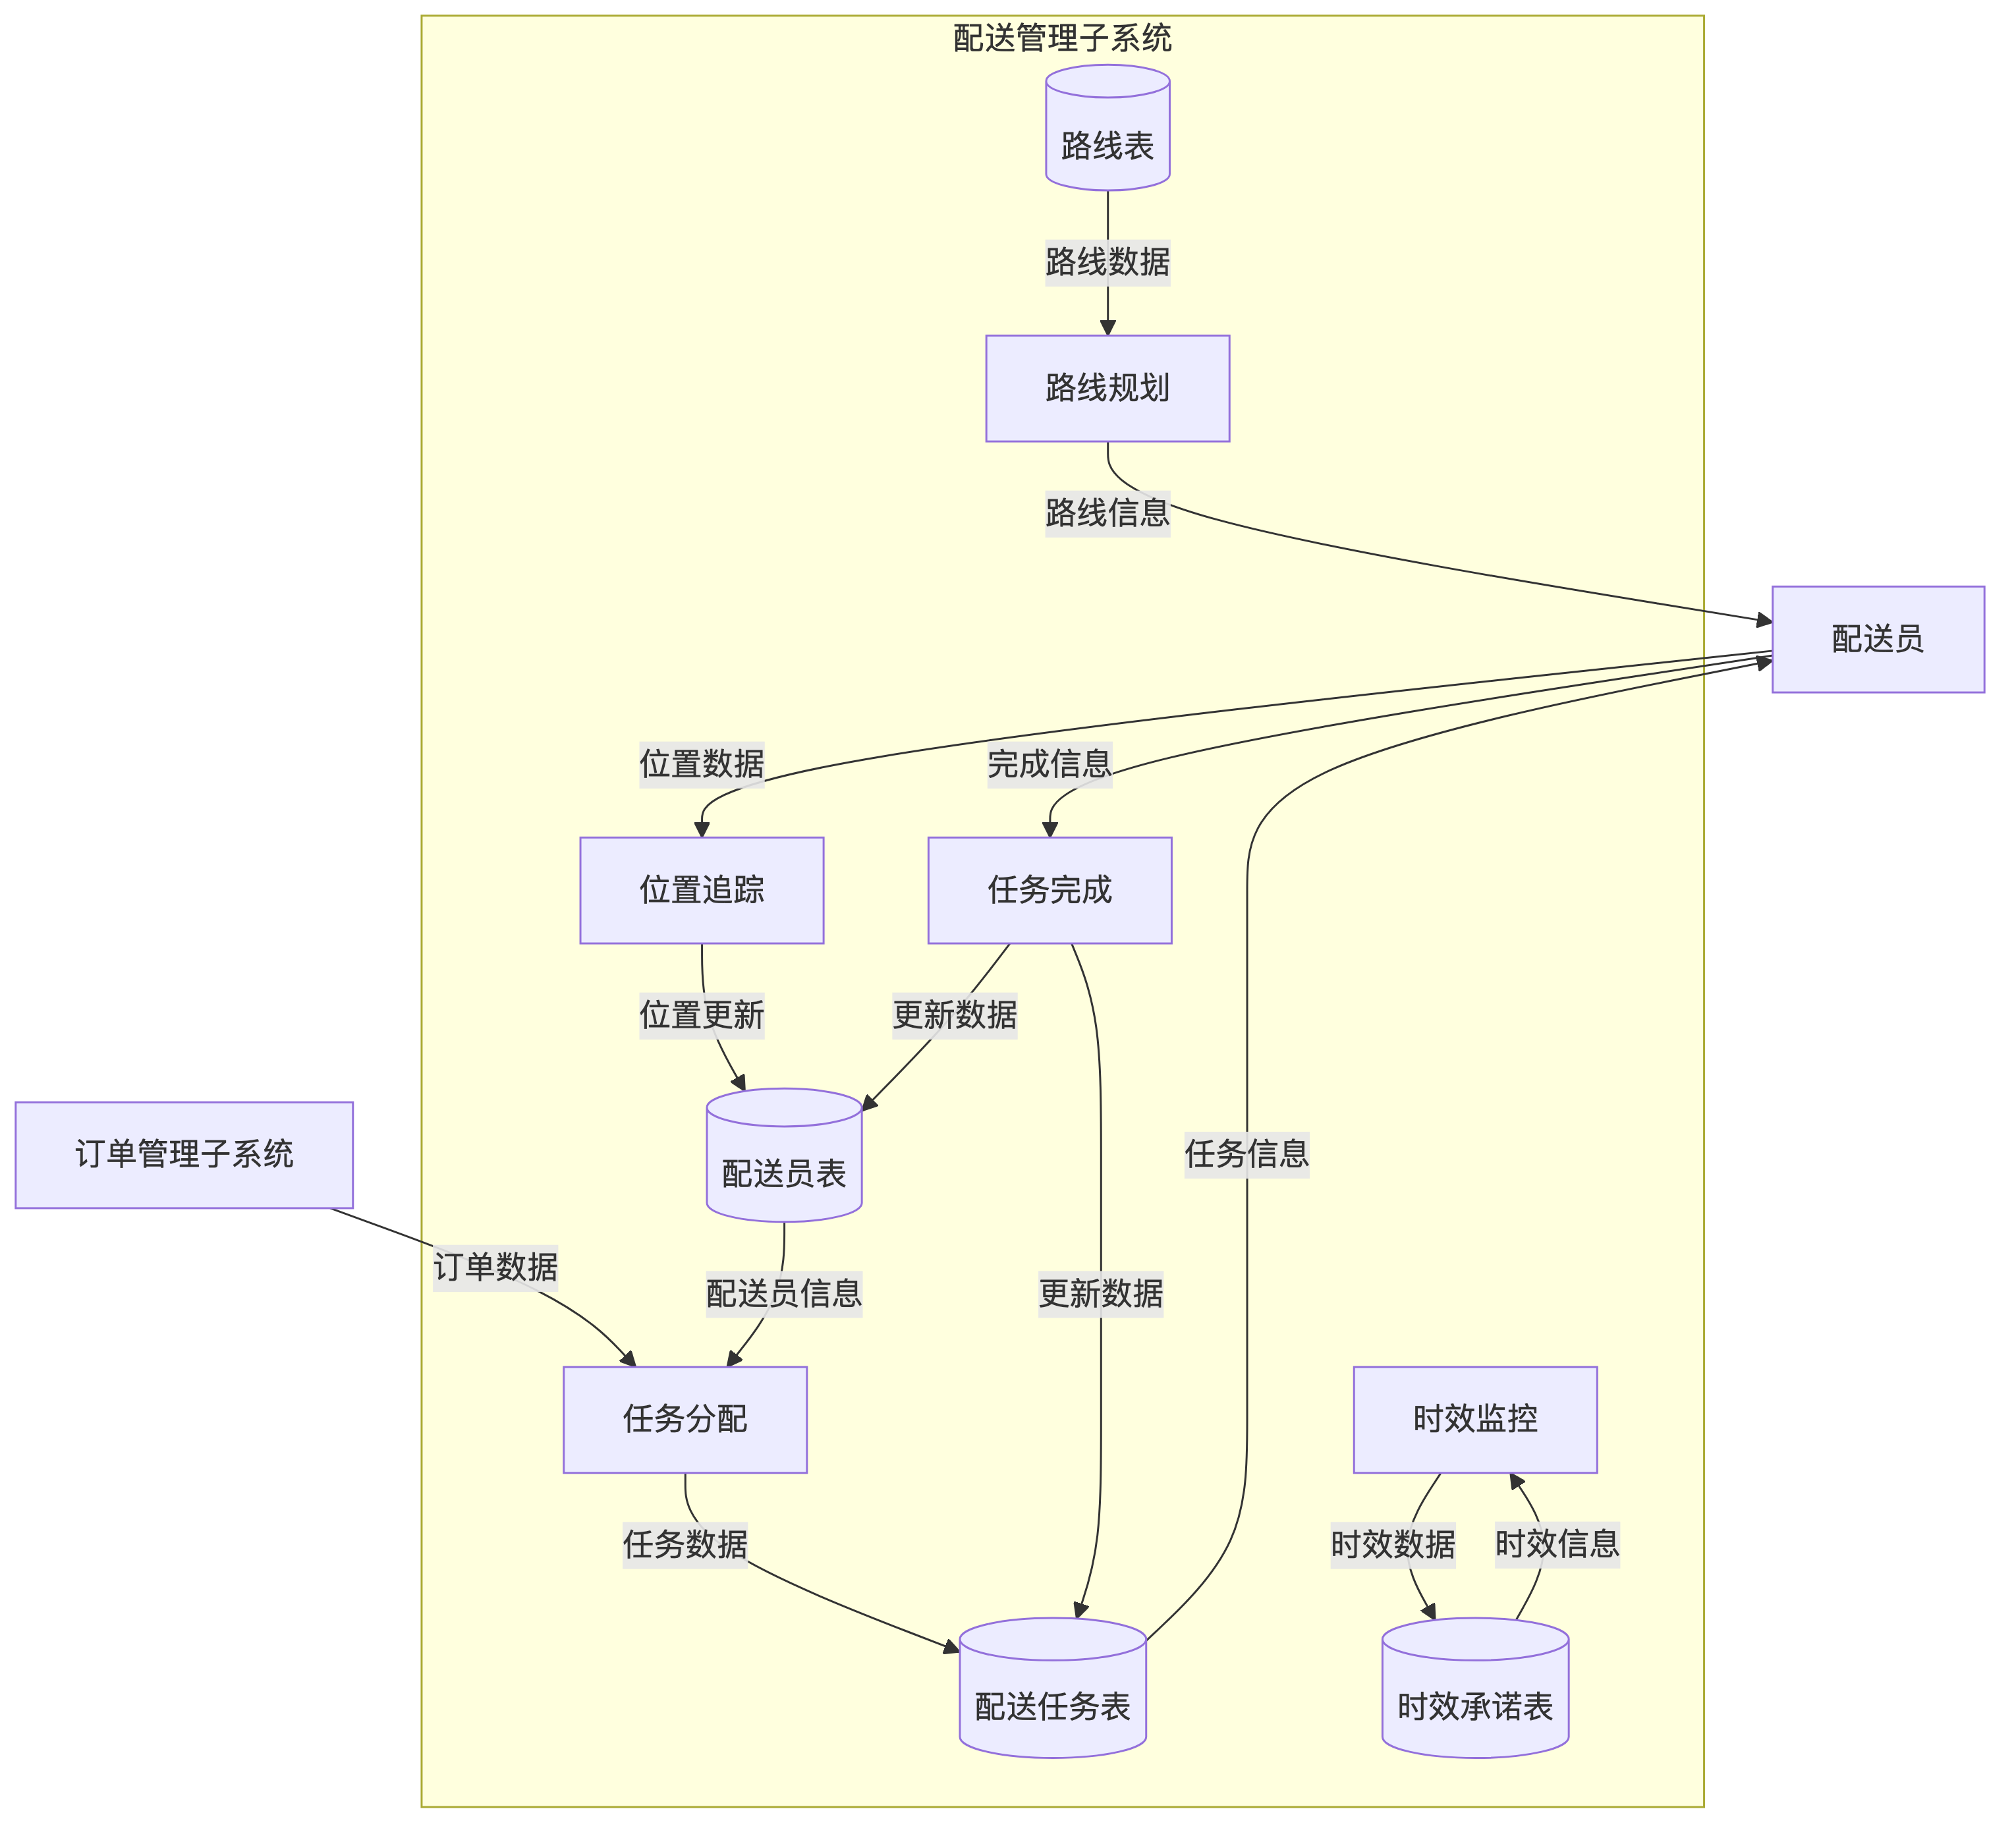 配送管理子系统
路线表
路线数据
路线规划
路线信息
配送员
位置数据
完成信息
位置追踪
任务完成
位置更新
更新数据
订单管理子系统
配送员表
任务信息
订单数据
配送员信息
更新数据
任务分配
时效监控
任务数据
时效数据
时效信息
配送任务表
时效承诺表